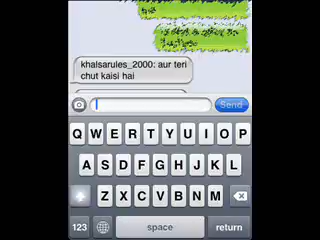 khalsarules_2000: aur teri
chut kaisi hai
Send
Q W E R T Y U I O P
A S D F G H J K L
Z X C V B N M
123 space return